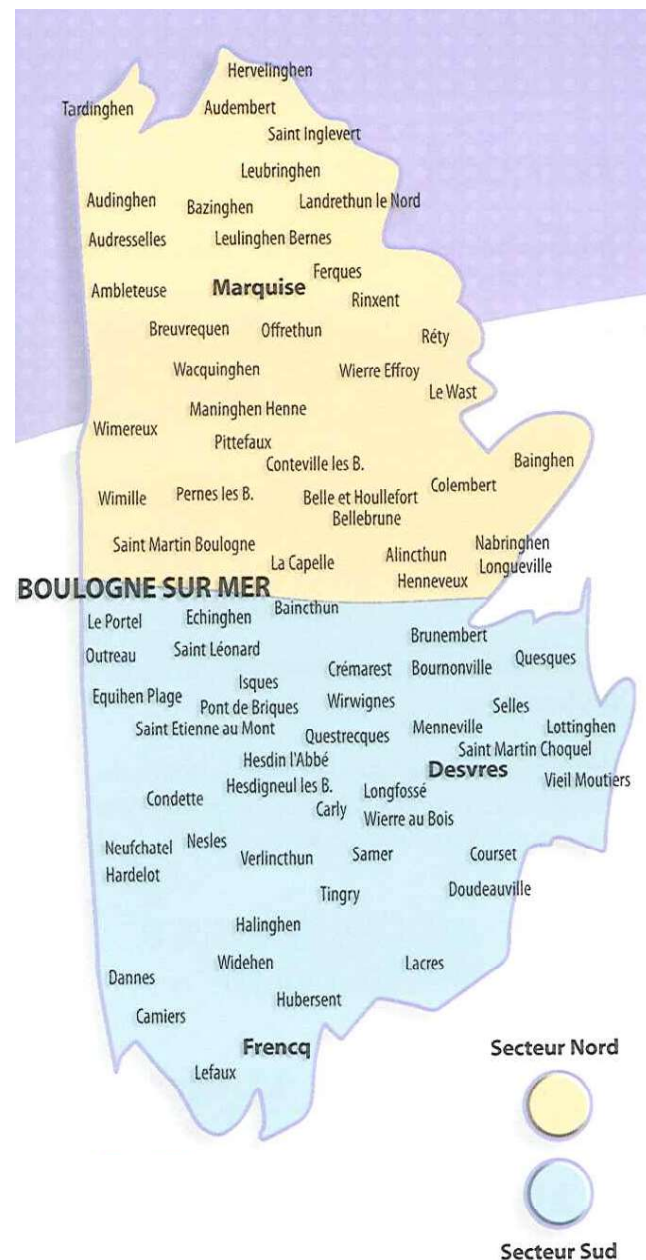 Hervelinghen
Tardinghen
Audembert
Saint Inglevert
Leubringhen
Audinghen
Bazinghen
Landrethun le Nord
Audresselles
Leulinghen Bernes
Ferques
Ambleteuse
Marquise
Rinxent
Breuvrequen
Offrethun
Réty
Wacquinghen
Wierre Effroy
Le Wast
Maninghen Henne
Wimereux
Pittefaux
Conteville les B.
Bainghen
Colembert
Wimille
Pernes les B.
Belle et Houllefort
Bellebrune
Saint Martin Boulogne
La Capelle
Alincthun
Nabringhen
Longueville
Henneveux
BOULOGNE SUR MER
Baincthun
Le Portel
Echinghen
Brunembert
Outreau
Saint Léonard
Crémarest
Bournonville
Quesques
Isques
Equihen Plage
Pont de Briques
Wirwignes
Selles
Saint Etienne au Mont
Questrecques
Menneville
Lottinghen
Saint Martin Choquel
Hesdin l'Abbé
Desvres
Vieil Moutiers
Hesdigneul les B.
Longfossé
Condette
Carly
Wierre au Bois
Neufchatel
Hardelot
Nesles
Verlincthun
Samer
Courset
Tingry
Doudeauville
Halinghen
Widehen
Lacres
Dannes
Hubersent
Camiers
Frencq
Lefaux
Secteur Nord
Secteur Sud